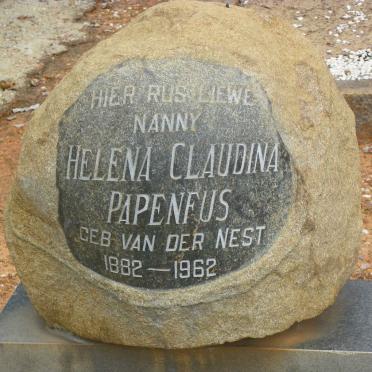 HIER RUS LIEWE
NANNY
HELENA CLAUDINA
PAPENFUS
GEB VAN DER NEST
1882 — 1962